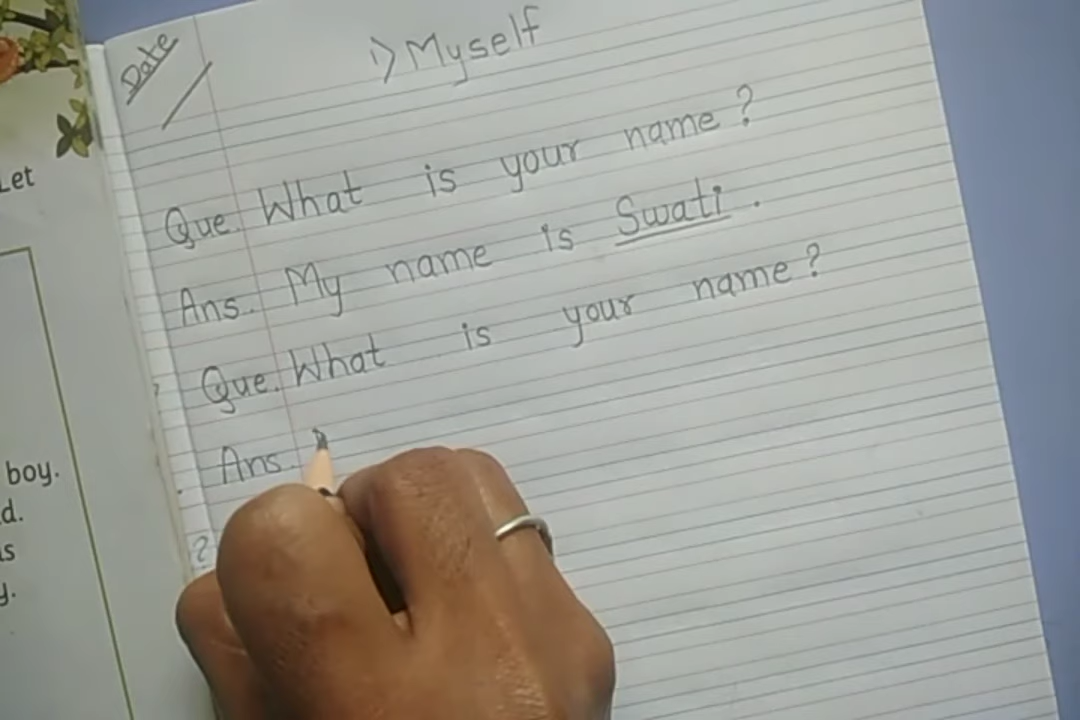 Date
1) Myself
Que. What is your name?
Ans. My name is Swati.
Que. What is your name?
Ans.
Let
boy.
d.
s
y.